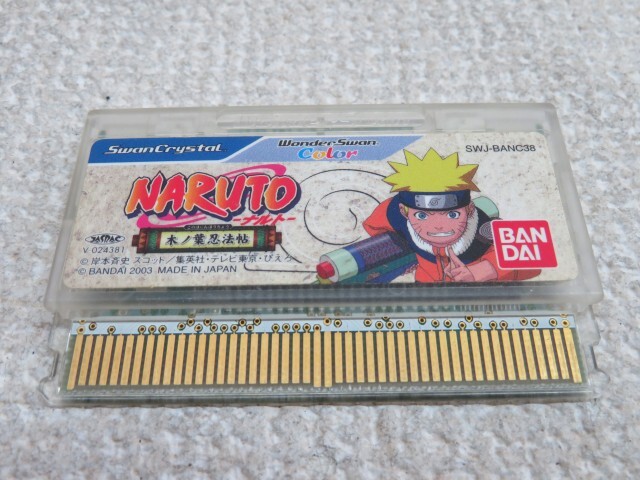 SwanCrystal
WonderSwan
Color
SWJ-BANC38
NARUTO
-ナルト-
木ノ葉忍法帖
JASRAC
V-024381
© 岸本斉史 スコット/集英社・テレビ東京・ぴえろ
© BANDAI 2003 MADE IN JAPAN
BAN
DAI